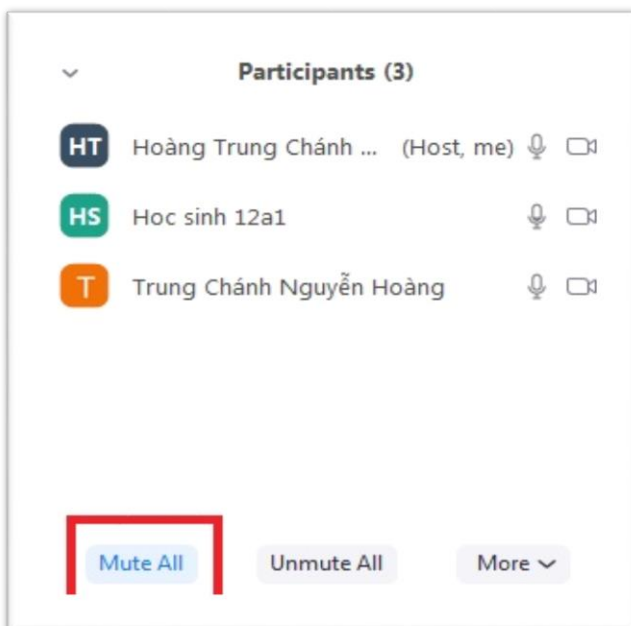 Participants (3)
HT Hoàng Trung Chánh ... (Host, me)
HS Hoc sinh 12a1
T Trung Chánh Nguyễn Hoàng
Mute All Unmute All More